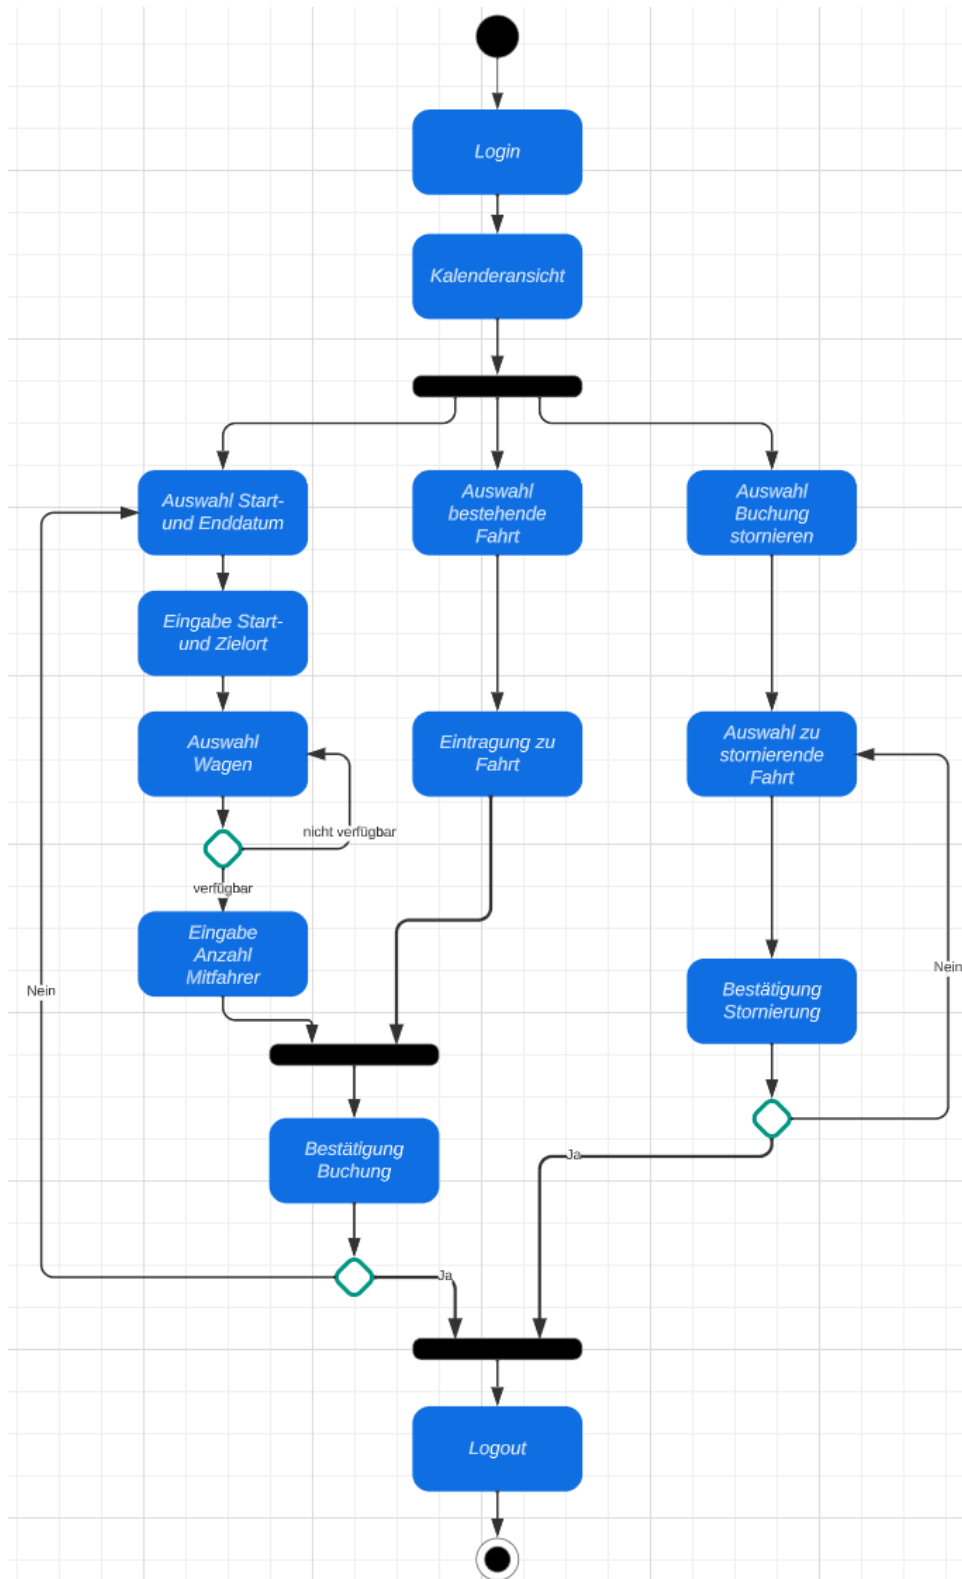 Login
Kalenderansicht
Auswahl Start-
und Enddatum
Auswahl
bestehende
Fahrt
Auswahl
Buchung
stornieren
Eingabe Start-
und Zielort
Auswahl
Wagen
Eintragung zu
Fahrt
Auswahl zu
stornierende
Fahrt
nicht verfügbar
verfügbar
Eingabe
Anzahl
Mitfahrer
Nein
Nein
Bestätigung
Stornierung
Bestätigung
Buchung
Ja
Ja
Logout